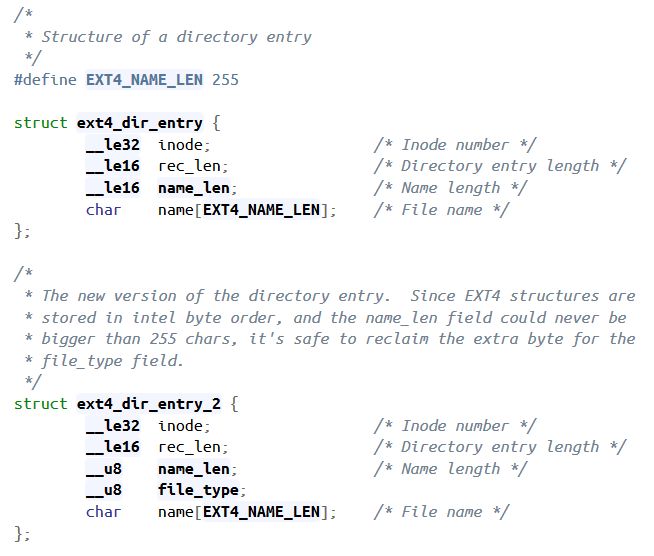 /*
 * Structure of a directory entry
 */
#define EXT4_NAME_LEN 255

struct ext4_dir_entry {
        __le32  inode;                  /* Inode number */
        __le16  rec_len;                /* Directory entry length */
        __le16  name_len;               /* Name length */
        char    name[EXT4_NAME_LEN];    /* File name */
};

/*
 * The new version of the directory entry.  Since EXT4 structures are
 * stored in intel byte order, and the name_len field could never be
 * bigger than 255 chars, it's safe to reclaim the extra byte for the
 * file_type field.
 */
struct ext4_dir_entry_2 {
        __le32  inode;                  /* Inode number */
        __le16  rec_len;                /* Directory entry length */
        __u8    name_len;               /* Name length */
        __u8    file_type;
        char    name[EXT4_NAME_LEN];    /* File name */
};